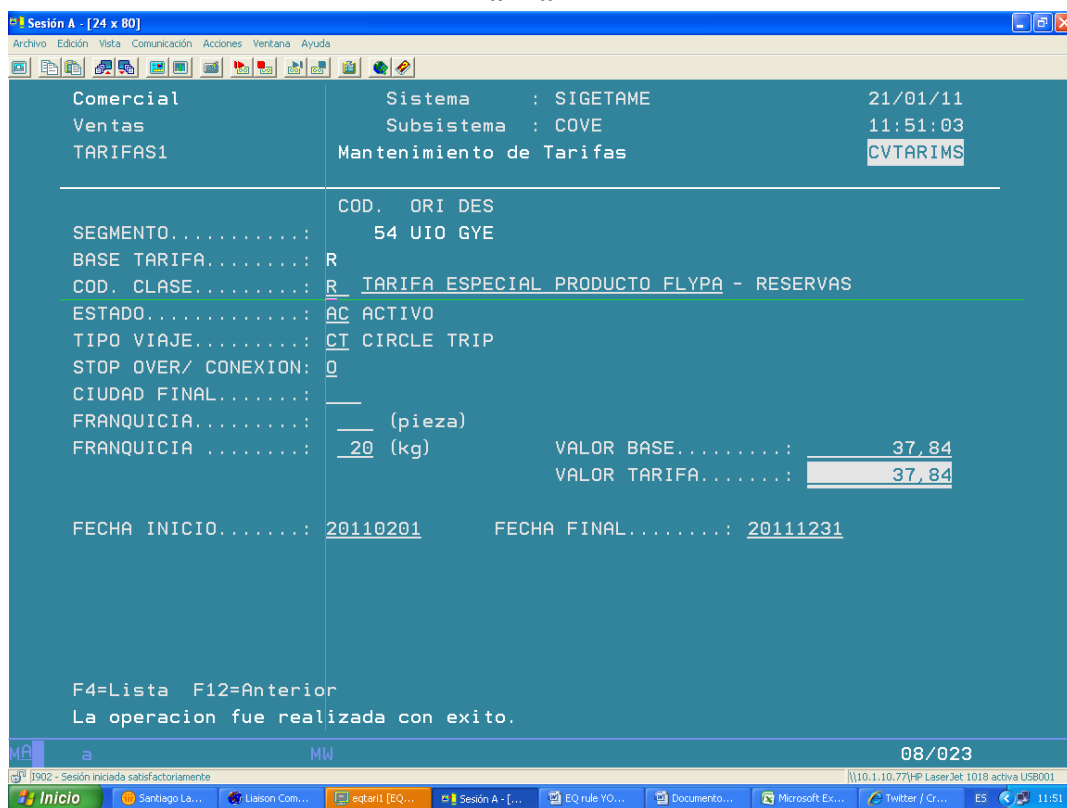 Sesión A - [24 x 80]
Archivo Edición Vista Comunicación Acciones Ventana Ayuda
Comercial Sistema : SIGETAME 21/01/11
Ventas Subsistema : COVE 11:51:03
TARIFAS1 Mantenimiento de Tarifas CVTARIMS
COD. ORI DES
SEGMENTO...........: 54 UIO GYE
BASE TARIFA........: R
COD. CLASE.........: R TARIFA ESPECIAL PRODUCTO FLYPA - RESERVAS
ESTADO.............: AC ACTIVO
TIPO VIAJE.........: CT CIRCLE TRIP
STOP OVER/ CONEXION: O
CIUDAD FINAL.......: ___
FRANQUICIA.........: ___ (pieza)
FRANQUICIA ........: 20 (kg) VALOR BASE.........: 37,84
VALOR TARIFA.......: 37,84
FECHA INICIO.......: 20110201 FECHA FINAL........: 20111231
F4=Lista F12=Anterior
La operacion fue realizada con exito.
MA a MW 08/023
I902 - Sesión iniciada satisfactoriamente \\10.1.10.77\HP LaserJet 1018 activa USB001
Inicio Santiago La... Liaison Com... eqtari1 [EQ... Sesión A - [... EQ rule YO... Documento... Microsoft Ex... Twitter / Cr... ES 11:51